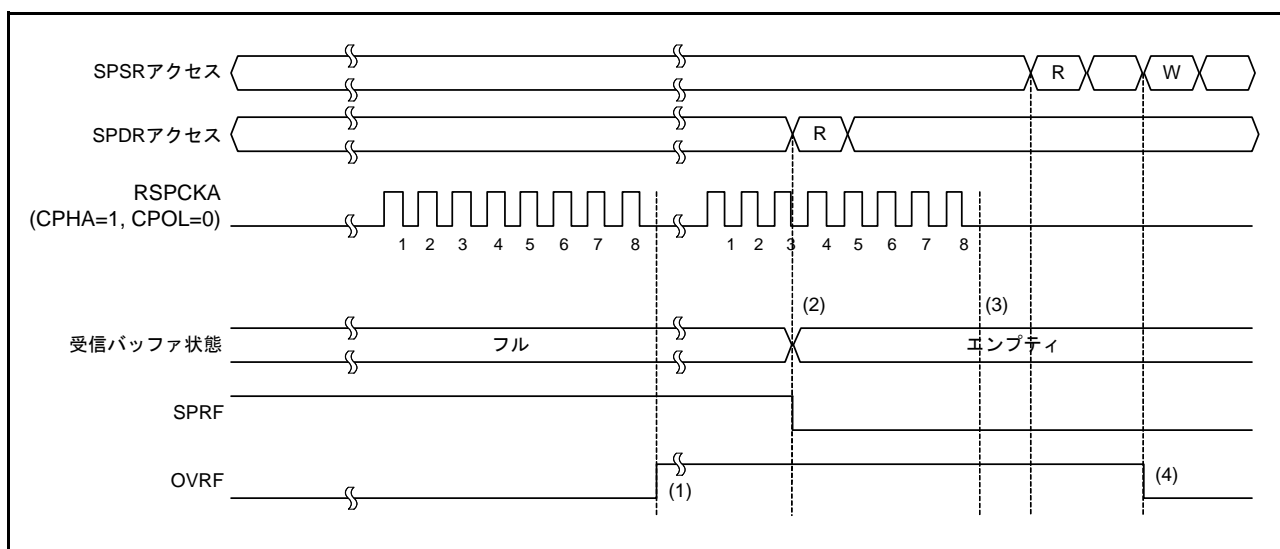 SPSRアクセス
R
W
SPDRアクセス
R
RSPCKA
(CPHA=1, CPOL=0)
1 2 3 4 5 6 7 8
1 2 3 4 5 6 7 8
(2)
(3)
受信バッファ状態
フル
エンプティ
SPRF
OVRF
(1)
(4)